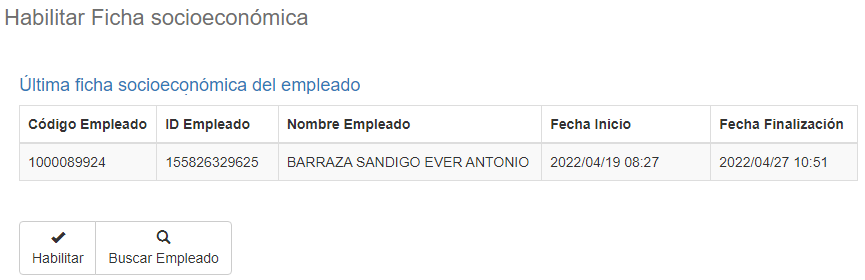 Habilitar Ficha socioeconómica
Última ficha socioeconómica del empleado
Código Empleado ID Empleado Nombre Empleado Fecha Inicio Fecha Finalización
1000089924 155826329625 BARRAZA SANDIGO EVER ANTONIO 2022/04/19 08:27 2022/04/27 10:51
Habilitar Buscar Empleado